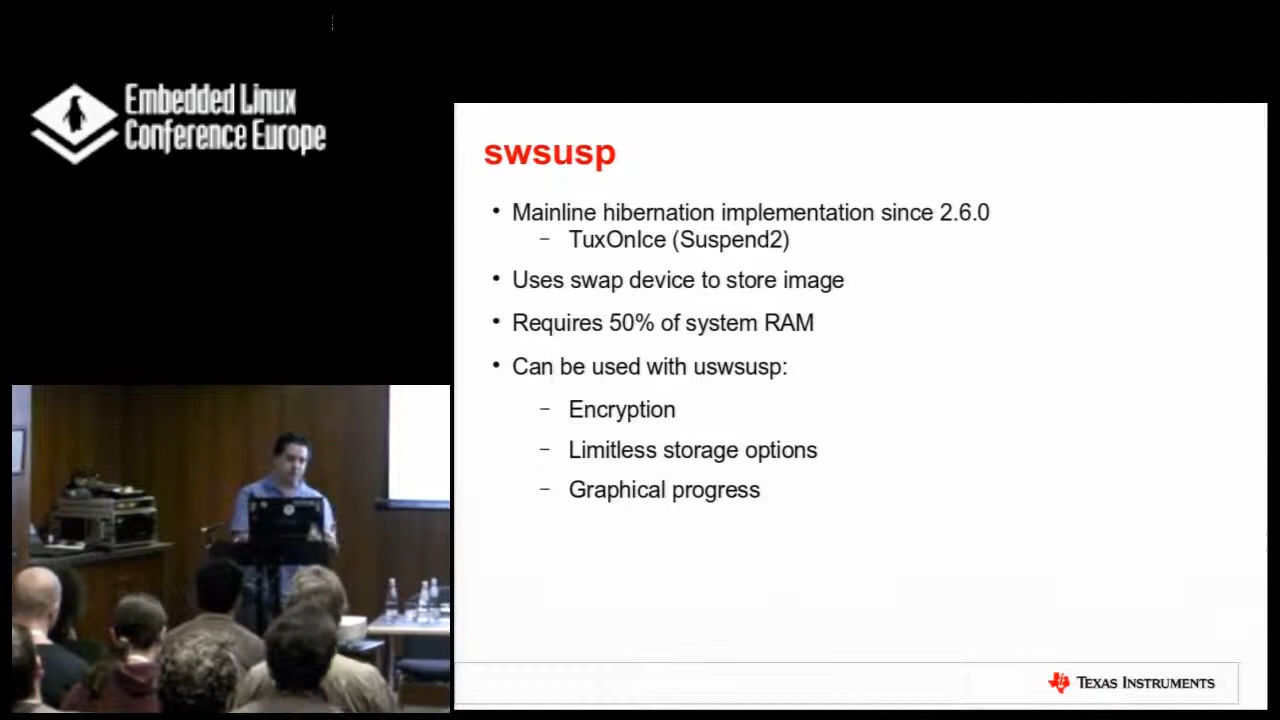 Embedded Linux
Conference Europe
swsusp
• Mainline hibernation implementation since 2.6.0
– TuxOnIce (Suspend2)
• Uses swap device to store image
• Requires 50% of system RAM
• Can be used with uswsusp:
– Encryption
– Limitless storage options
– Graphical progress
TEXAS INSTRUMENTS